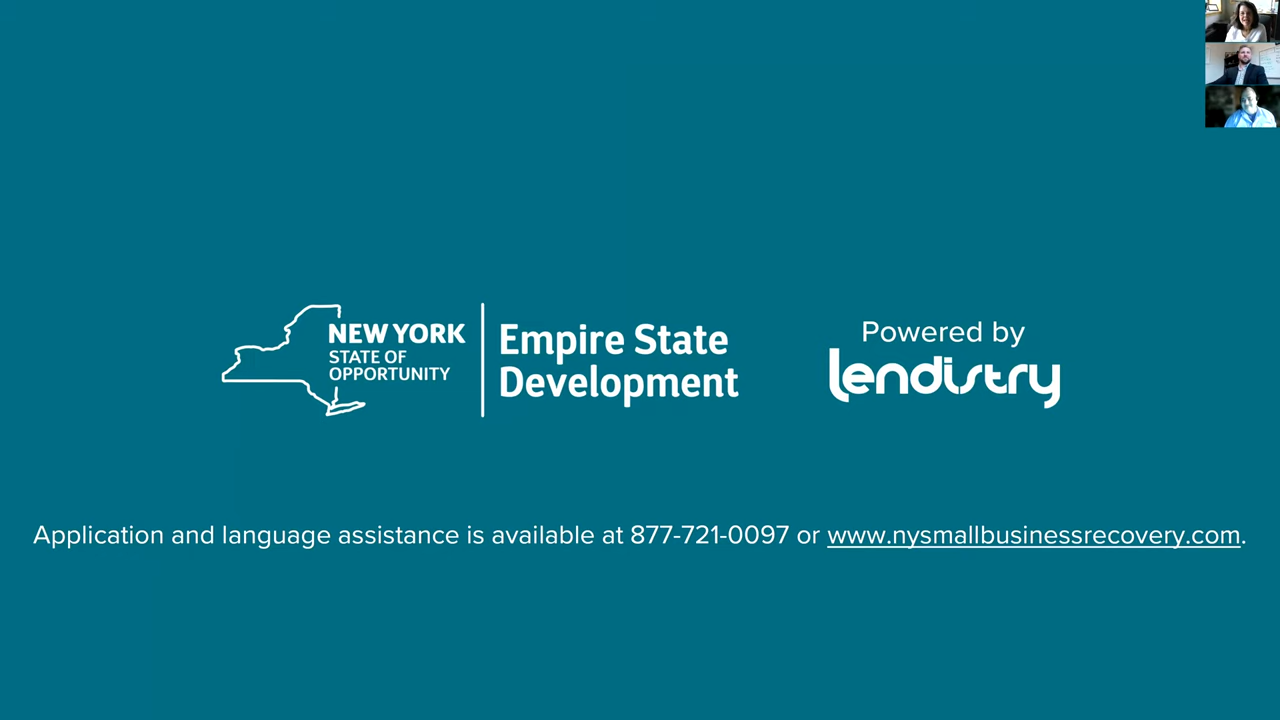 NEW YORK
STATE OF
OPPORTUNITY
Empire State
Development
Powered by
lendistry
Application and language assistance is available at 877-721-0097 or www.nysmallbusinessrecovery.com.